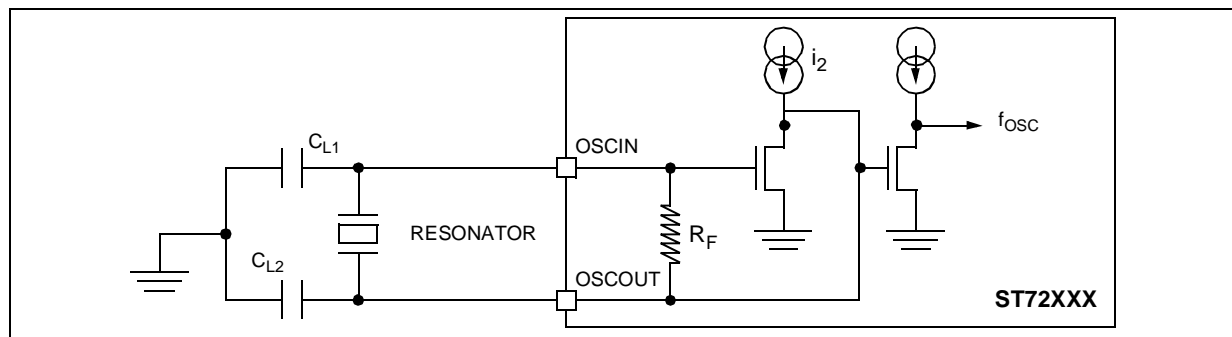 i2
fOSC
CL1
OSCIN
RESONATOR
RF
CL2
OSCOUT
ST72XXX